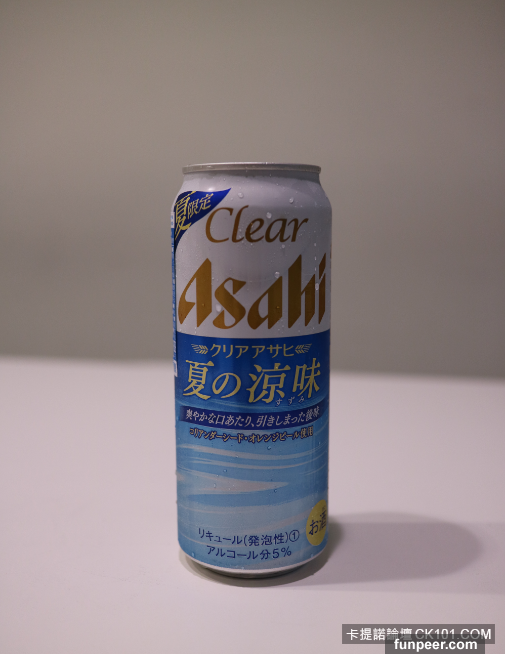 夏限定
Clear
Asahi
クリアアサヒ
夏の涼味
すずみ
爽やかな口あたり、引きしまった後味
コリアンダーシード・オレンジピール使用
お酒
リキュール(発泡性)①
アルコール分5%
卡提諾論壇 CK101.COM
funpeer.com